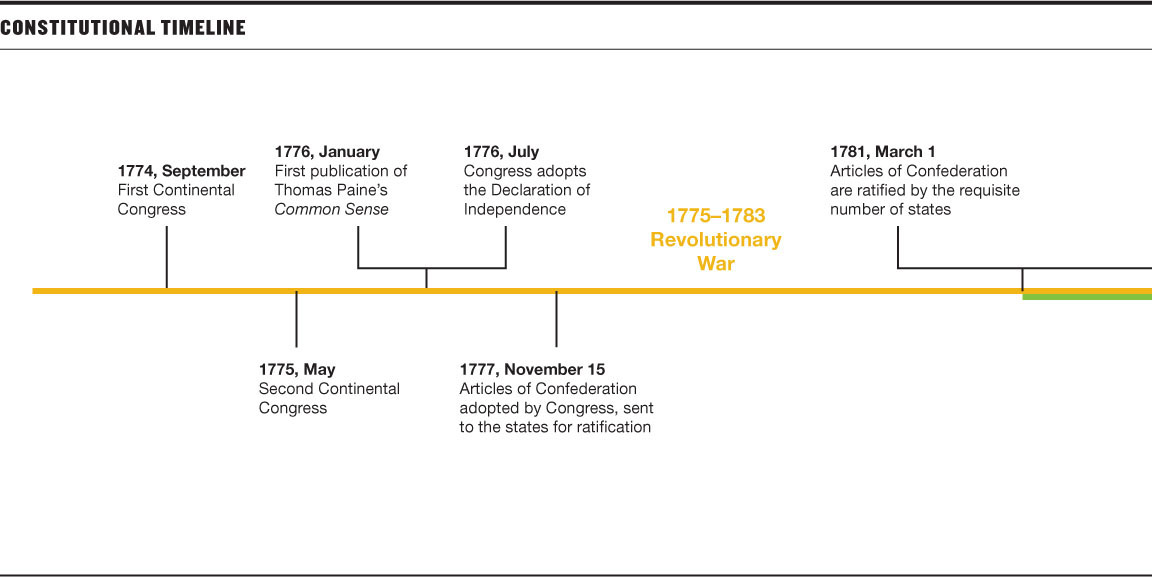 CONSTITUTIONAL TIMELINE
1774, September
First Continental
Congress
1776, January
First publication of
Thomas Paine’s
Common Sense
1776, July
Congress adopts
the Declaration of
Independence
1775–1783
Revolutionary
War
1781, March 1
Articles of Confederation
are ratified by the requisite
number of states
1775, May
Second Continental
Congress
1777, November 15
Articles of Confederation
adopted by Congress, sent
to the states for ratification